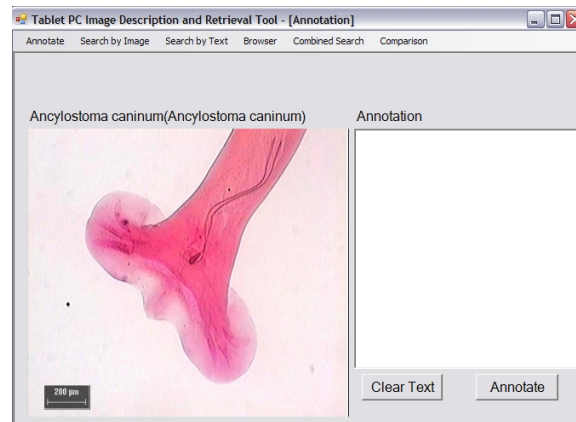 Tablet PC Image Description and Retrieval Tool - [Annotation]
Annotate Search by Image Search by Text Browser Combined Search Comparison
Ancylostoma caninum(Ancylostoma caninum) Annotation
200 µm
Clear Text Annotate